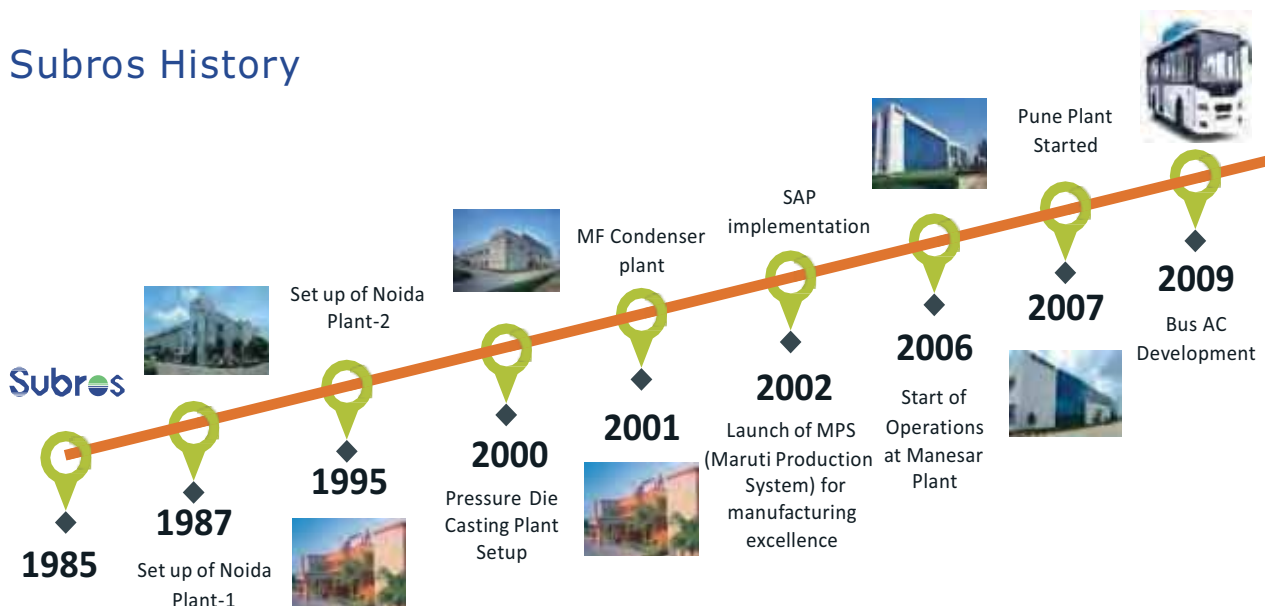 Subros History
Subros
1985
1987
Set up of Noida
Plant-1
Set up of Noida
Plant-2
1995
2000
Pressure Die
Casting Plant
Setup
MF Condenser
plant
2001
SAP
implementation
2002
Launch of MPS
(Maruti Production
System) for
manufacturing
excellence
2006
Start of
Operations
at Manesar
Plant
Pune Plant
Started
2007
2009
Bus AC
Development